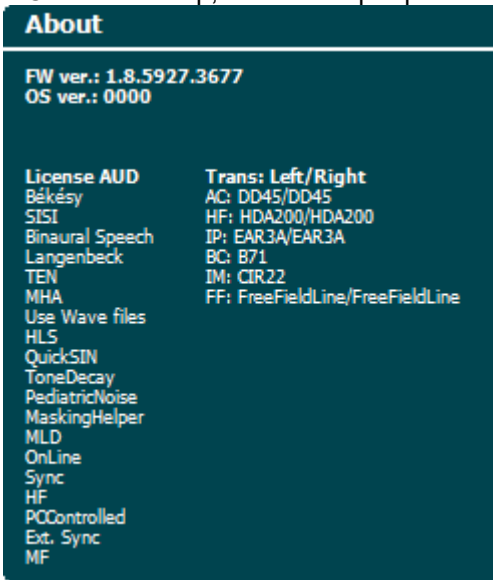 About
FW ver.: 1.8.5927.3677
OS ver.: 0000
License AUD
Békésy
SISI
Binaural Speech
Langenbeck
TEN
MHA
Use Wave files
HLS
QuickSIN
ToneDecay
PediatricNoise
MaskingHelper
MLD
OnLine
Sync
HF
PCControlled
Ext. Sync
MF
Trans: Left/Right
AC: DD45/DD45
HF: HDA200/HDA200
IP: EAR3A/EAR3A
BC: B71
IM: CIR22
FF: FreeFieldLine/FreeFieldLine